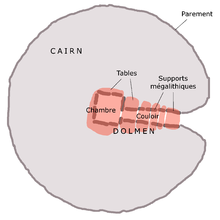 Parement
CAIRN
Tables
Supports
mégalithiques
Chambre
Couloir
DOLMEN